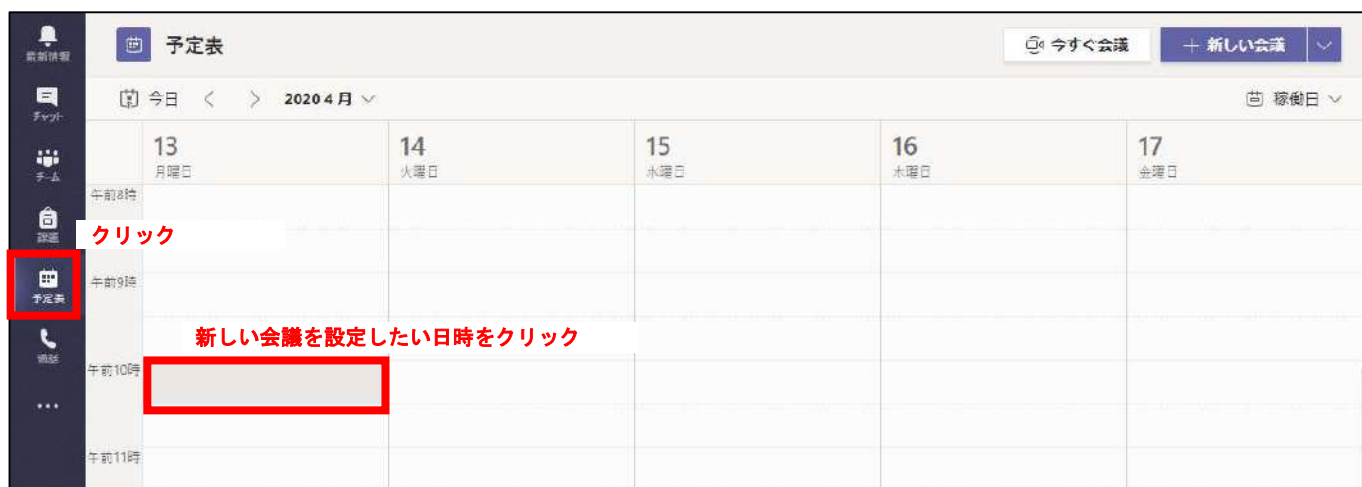 最新情報
チャット
チーム
課題
予定表
通話
予定表
今すぐ会議
新しい会議
今日
2020 4 月
稼働日
13
月曜日
14
火曜日
15
水曜日
16
木曜日
17
金曜日
午前8時
クリック
午前9時
新しい会議を設定したい日時をクリック
午前10時
午前11時